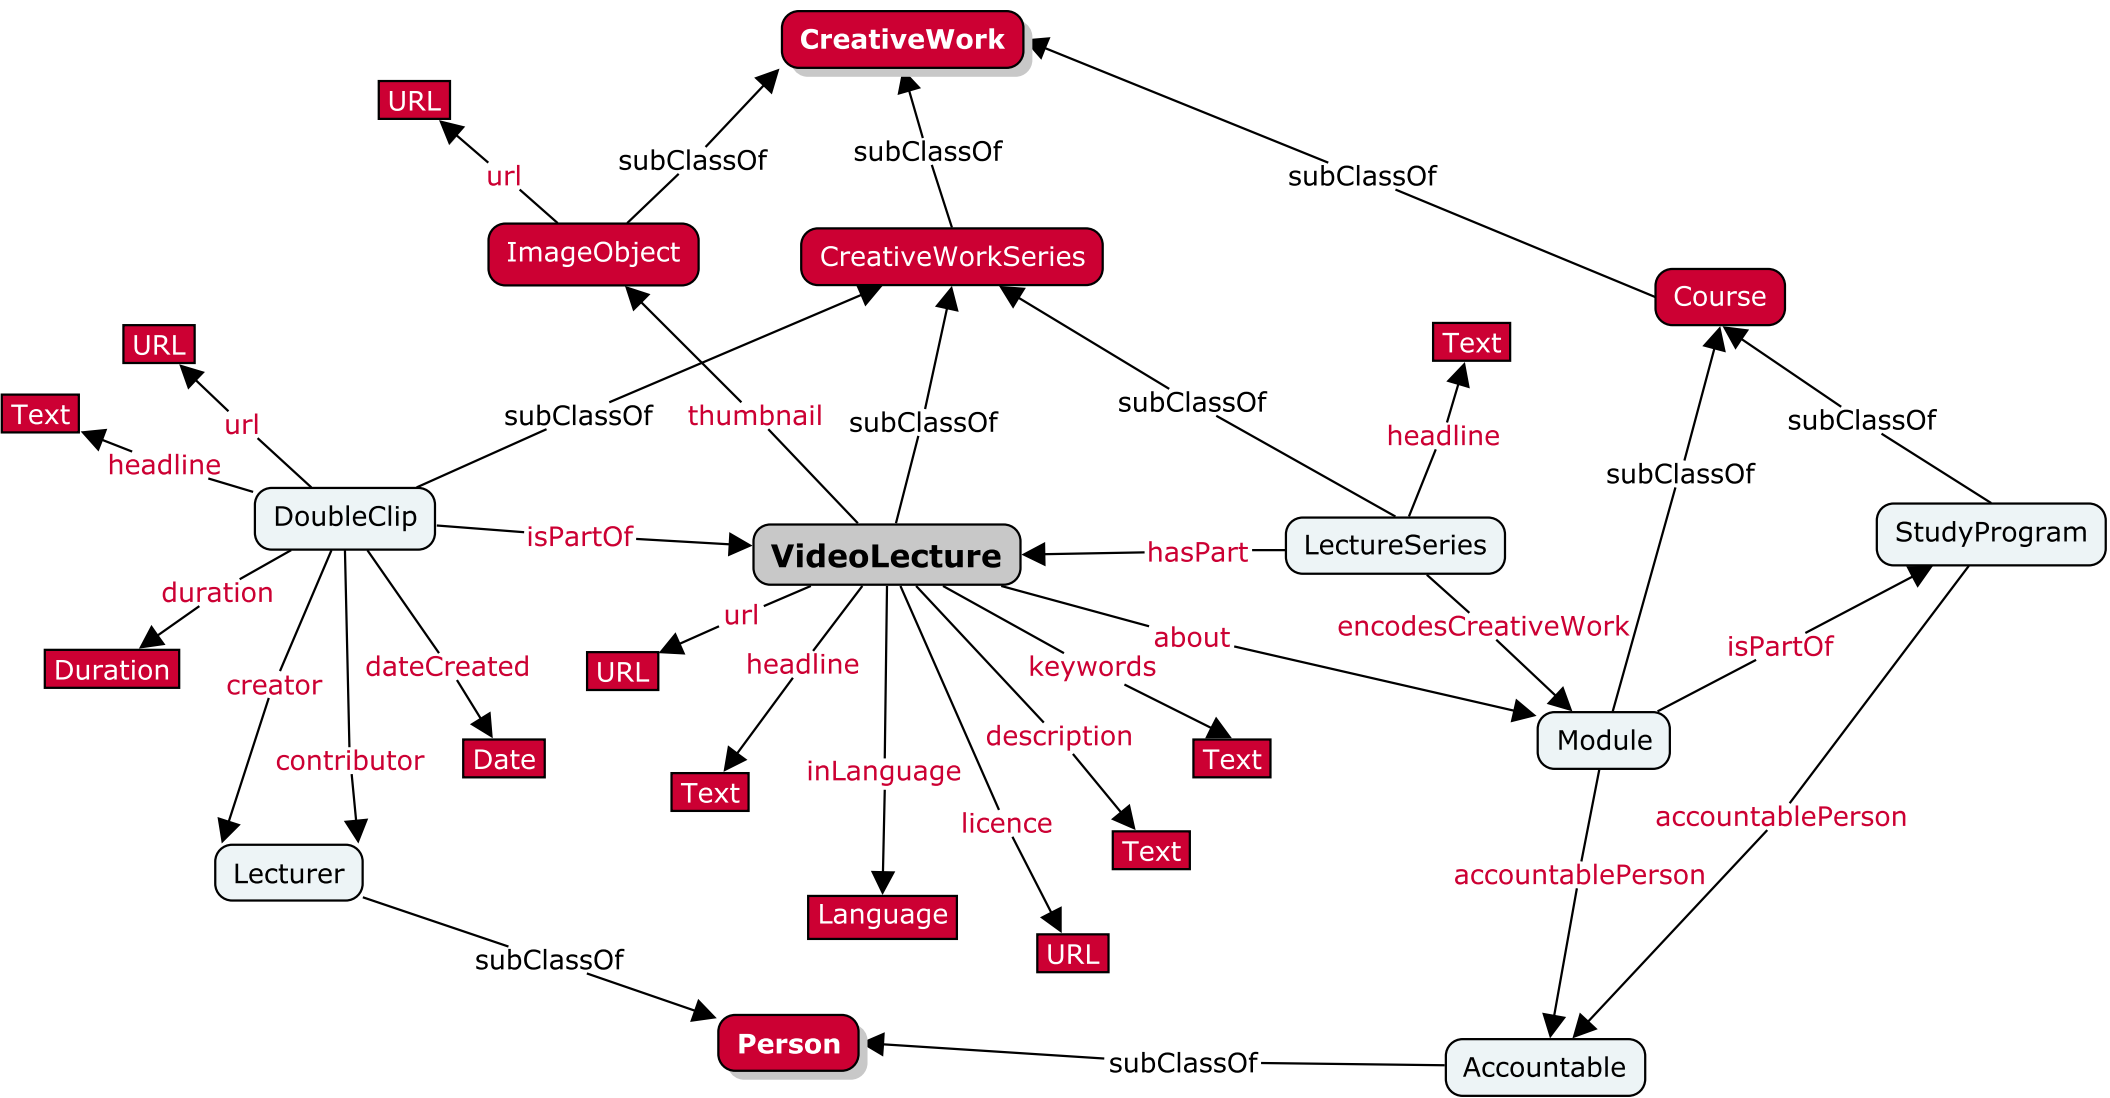 CreativeWork
URL
subClassOf
subClassOf
url
subClassOf
ImageObject
CreativeWorkSeries
Course
URL
Text
Text
subClassOf
thumbnail
subClassOf
subClassOf
subClassOf
url
headline
headline
subClassOf
DoubleClip
isPartOf
VideoLecture
hasPart
LectureSeries
StudyProgram
duration
url
encodesCreativeWork
about
isPartOf
Duration
creator
dateCreated
URL
headline
keywords
contributor
Date
Text
inLanguage
description
Text
Module
licence
Text
accountablePerson
accountablePerson
Lecturer
Language
URL
subClassOf
Person
subClassOf
Accountable